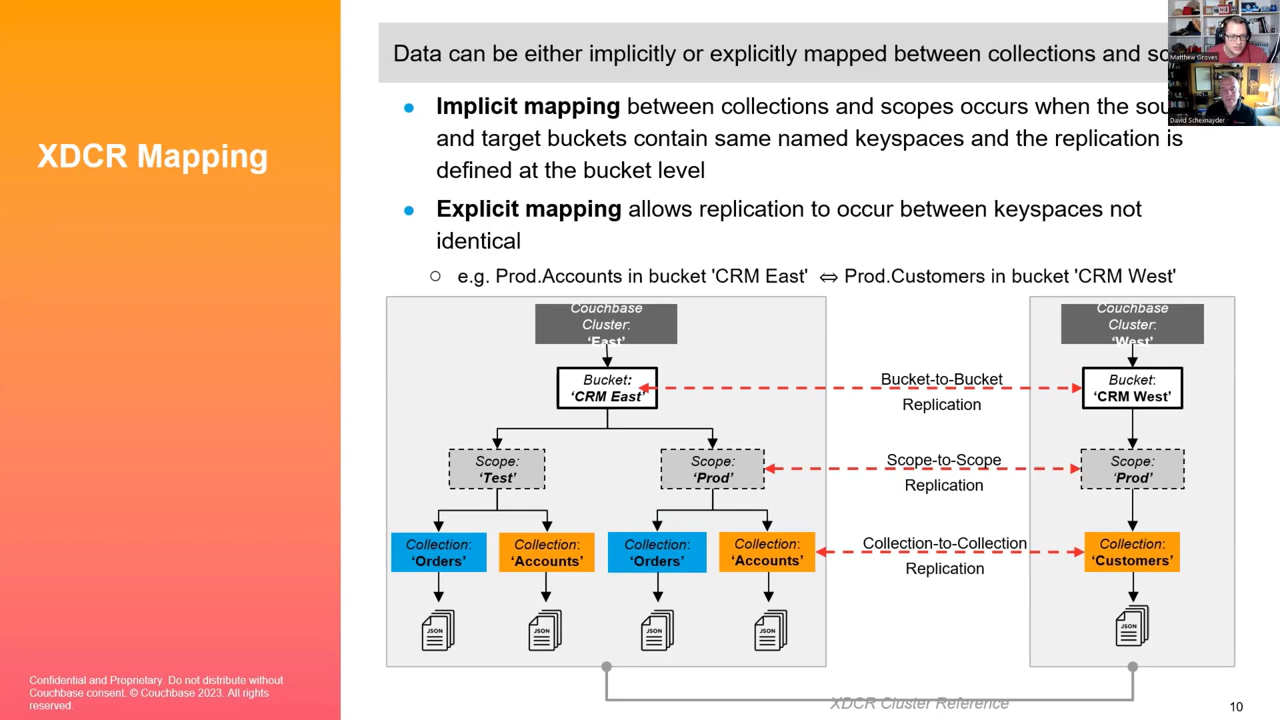 XDCR Mapping
Data can be either implicitly or explicitly mapped between collections and
Matthew Groves
David Schexnayder
Implicit mapping between collections and scopes occurs when the
and target buckets contain same named keyspaces and the replication is
defined at the bucket level
Explicit mapping allows replication to occur between keyspaces not
identical
e.g. Prod.Accounts in bucket 'CRM East' ⇔ Prod.Customers in bucket 'CRM West'
Couchbase
Cluster:
'East'
Couchbase
Cluster:
'West'
Bucket:
'CRM East'
Bucket-to-Bucket
Replication
Bucket:
'CRM West'
Scope:
'Test'
Scope:
'Prod'
Scope-to-Scope
Replication
Scope:
'Prod'
Collection:
'Orders'
Collection:
'Accounts'
Collection:
'Orders'
Collection:
'Accounts'
Collection-to-Collection
Replication
Collection:
'Customers'
JSON
JSON
JSON
JSON
JSON
XDCR Cluster Reference
Confidential and Proprietary. Do not distribute without
Couchbase consent. © Couchbase 2023. All rights
reserved.
10